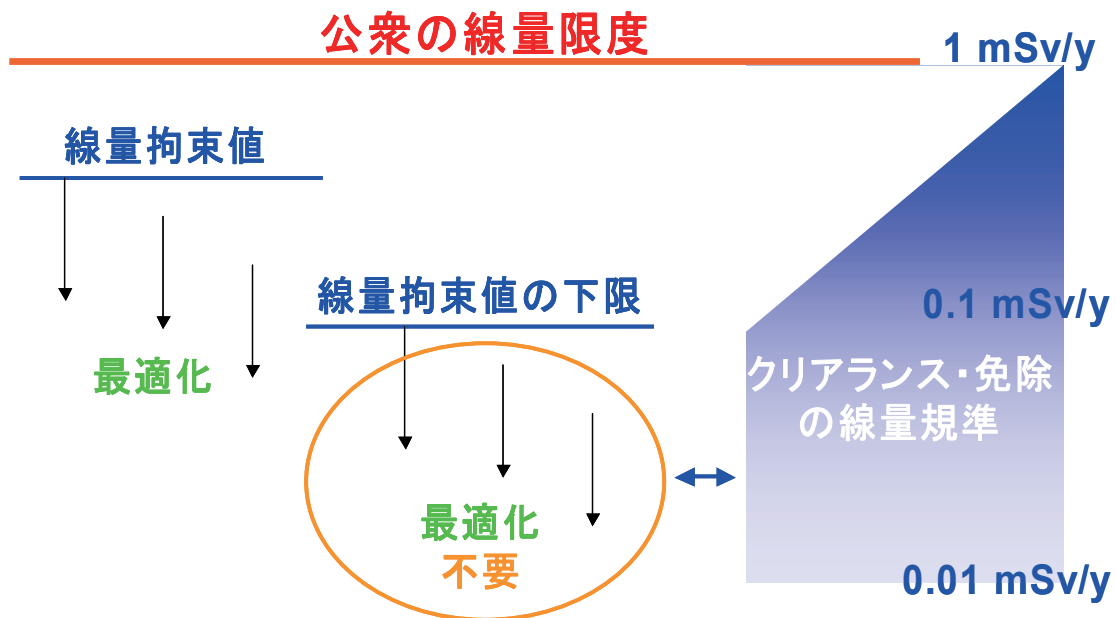 公衆の線量限度
1 mSv/y
線量拘束値
線量拘束値の下限
0.1 mSv/y
最適化
クリアランス・免除
の線量規準
最適化
不要
0.01 mSv/y